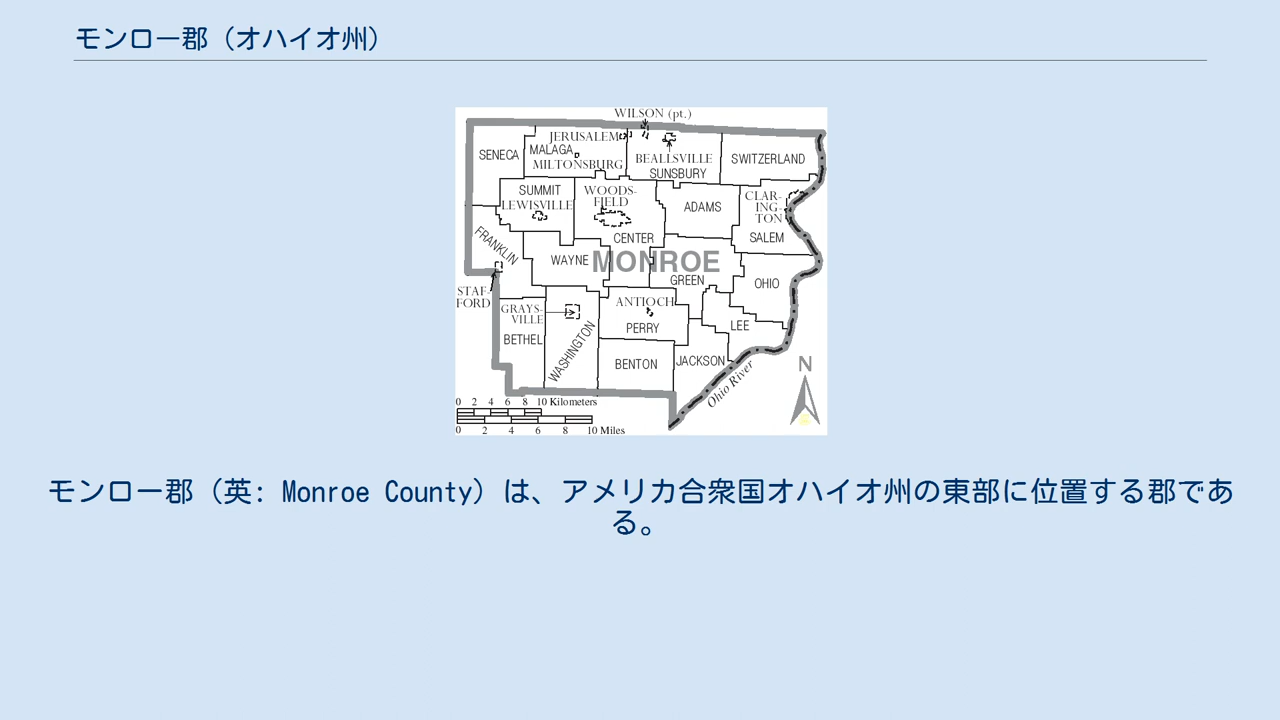 モンロー郡（オハイオ州）
WILSON (pt.)
JERUSALEM
SENECA
MALAGA
MILTONSBURG
BEALLSVILLE
SUNSBURY
SWITZERLAND
SUMMIT
LEWISVILLE
WOODS-
FIELD
ADAMS
CLAR-
ING-
TON
CENTER
SALEM
FRANKLIN
WAYNE
MONROE
GREEN
OHIO
STAF-
FORD
GRAYS-
VILLE
ANTIOCH
PERRY
LEE
BETHEL
WASHINGTON
BENTON
JACKSON
Ohio River
N
0 2 4 6 8 10 Kilometers
0 2 4 6 8 10 Miles
モンロー郡（英: Monroe County）は、アメリカ合衆国オハイオ州の東部に位置する郡であ
る。